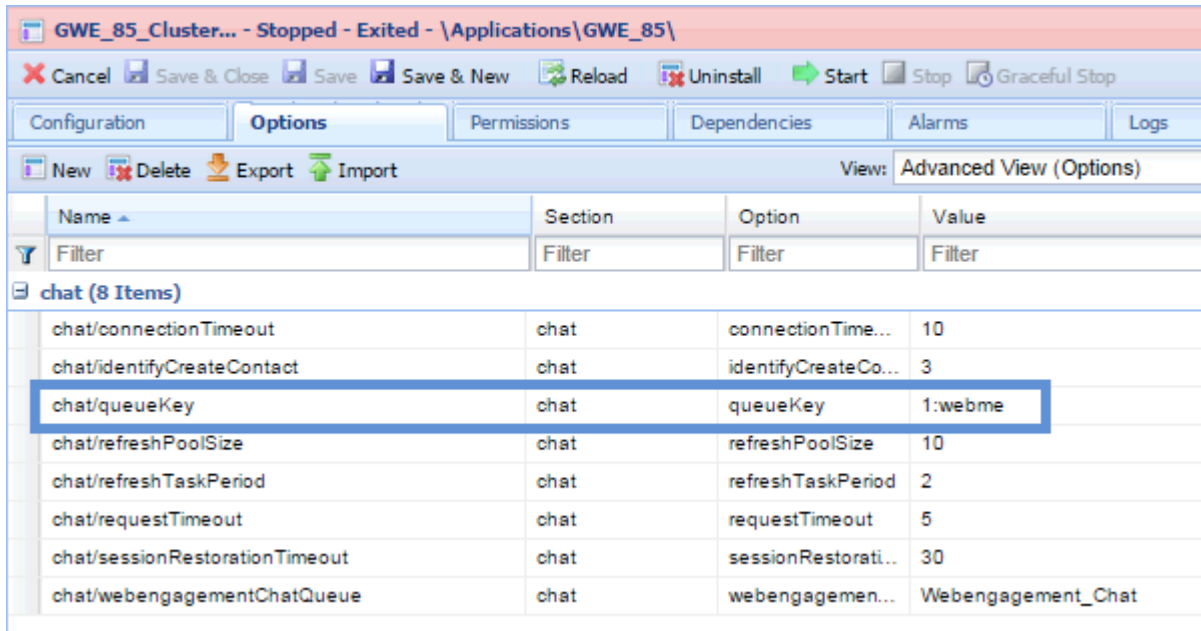 GWE_85_Cluster... - Stopped - Exited - \Applications\GWE_85\
Cancel Save & Close Save Save & New Reload Uninstall Start Stop Graceful Stop
Configuration Options Permissions Dependencies Alarms Logs
New Delete Export Import View: Advanced View (Options)
Name Section Option Value
Filter Filter Filter Filter
chat (8 Items)
chat/connectionTimeout chat connectionTime... 10
chat/identifyCreateContact chat identifyCreateCo... 3
chat/queueKey chat queueKey 1:webme
chat/refreshPoolSize chat refreshPoolSize 10
chat/refreshTaskPeriod chat refreshTaskPeriod 2
chat/requestTimeout chat requestTimeout 5
chat/sessionRestorationTimeout chat sessionRestorati... 30
chat/webengagementChatQueue chat webengagemen... Webengagement_Chat